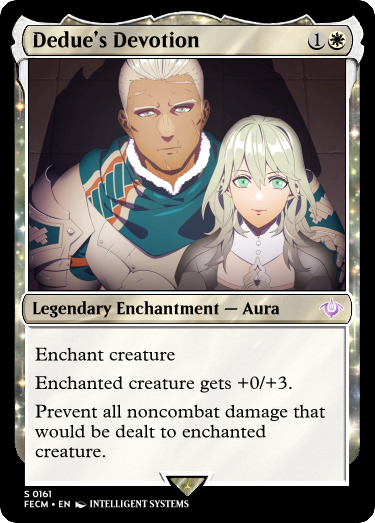 Dedue's Devotion 1
Legendary Enchantment — Aura
Enchant creature
Enchanted creature gets +0/+3.
Prevent all noncombat damage that
would be dealt to enchanted
creature.
S 0161
FECM • EN INTELLIGENT SYSTEMS